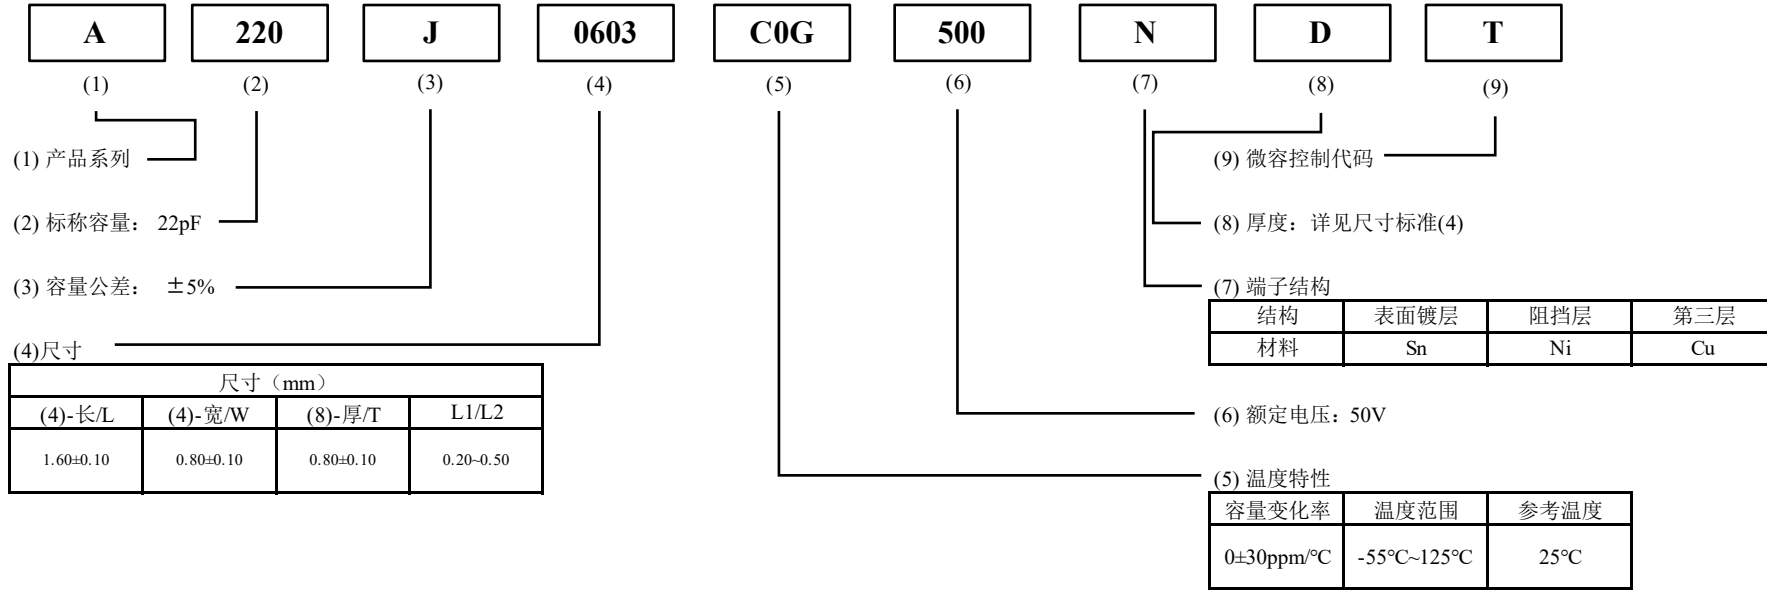 A 220 J 0603 C0G 500 N D T
(1) (2) (3) (4) (5) (6) (7) (8) (9)
(1) 产品系列
(9) 微容控制代码
(2) 标称容量： 22pF
(8) 厚度：详见尺寸标准(4)
(3) 容量公差： ±5%
(7) 端子结构
结构 表面镀层 阻挡层 第三层
材料 Sn Ni Cu
(4)尺寸
尺寸（mm）
(4)-长/L (4)-宽/W (8)-厚/T L1/L2
1.60±0.10 0.80±0.10 0.80±0.10 0.20~0.50
(6) 额定电压：50V
(5) 温度特性
容量变化率 温度范围 参考温度
0±30ppm/℃ -55℃~125℃ 25℃